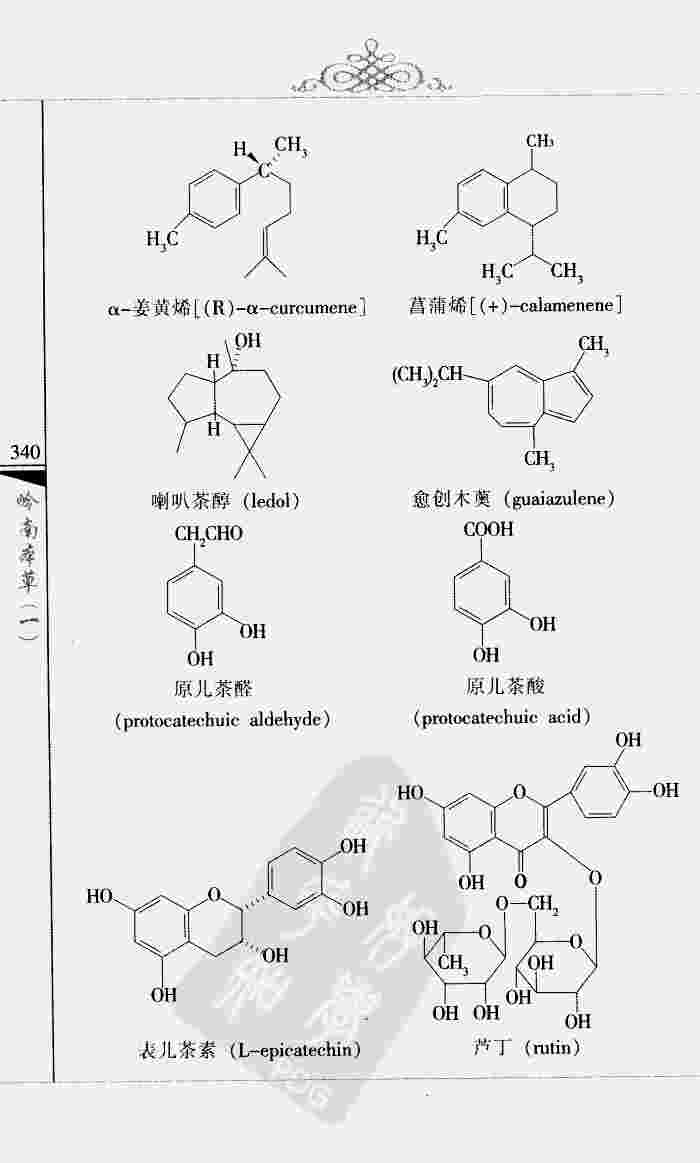 H CH₃
C
H₃C
α-姜黄烯[(R)-α-curcumene]
CH₃
H₃C
H₃C CH₃
菖蒲烯[(+)-calamenene]
OH
H
H
喇叭茶醇 (ledol)
CH₃
(CH₃)₂CH
CH₃
愈创木薁 (guaiazulene)
340
岭南本草(一)
CH₂CHO
OH
OH
原儿茶醛
(protocatechuic aldehyde)
COOH
OH
OH
原儿茶酸
(protocatechuic acid)
OH
OH
HO
O
OH
OH
表儿茶素 (L-epicatechin)
OH
HO
O
OH
OH
O
O
O—CH₂
OH
O
O
CH₃
OH
OH
OH
OH
OH
芦丁 (rutin)